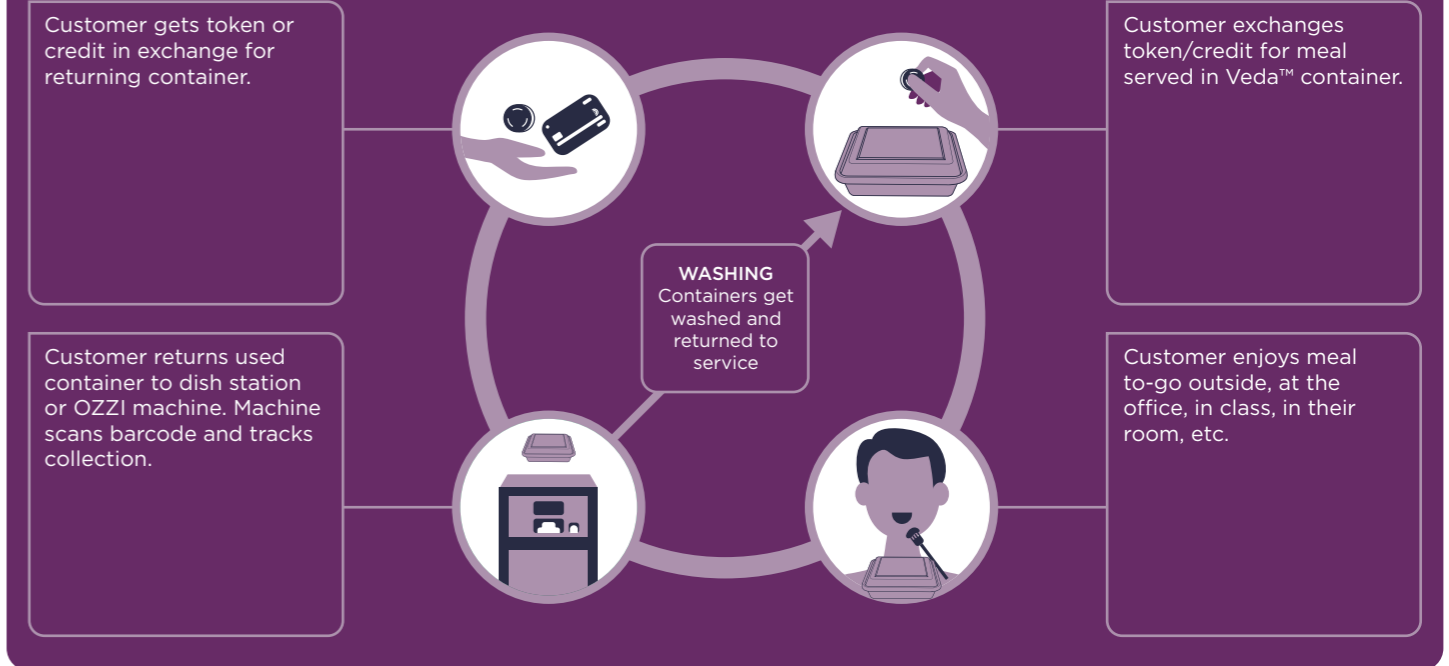 Customer gets token or
credit in exchange for
returning container.
Customer exchanges
token/credit for meal
served in Veda™ container.
WASHING
Containers get
washed and
returned to
service
Customer returns used
container to dish station
or OZZI machine. Machine
scans barcode and tracks
collection.
Customer enjoys meal
to-go outside, at the
office, in class, in their
room, etc.